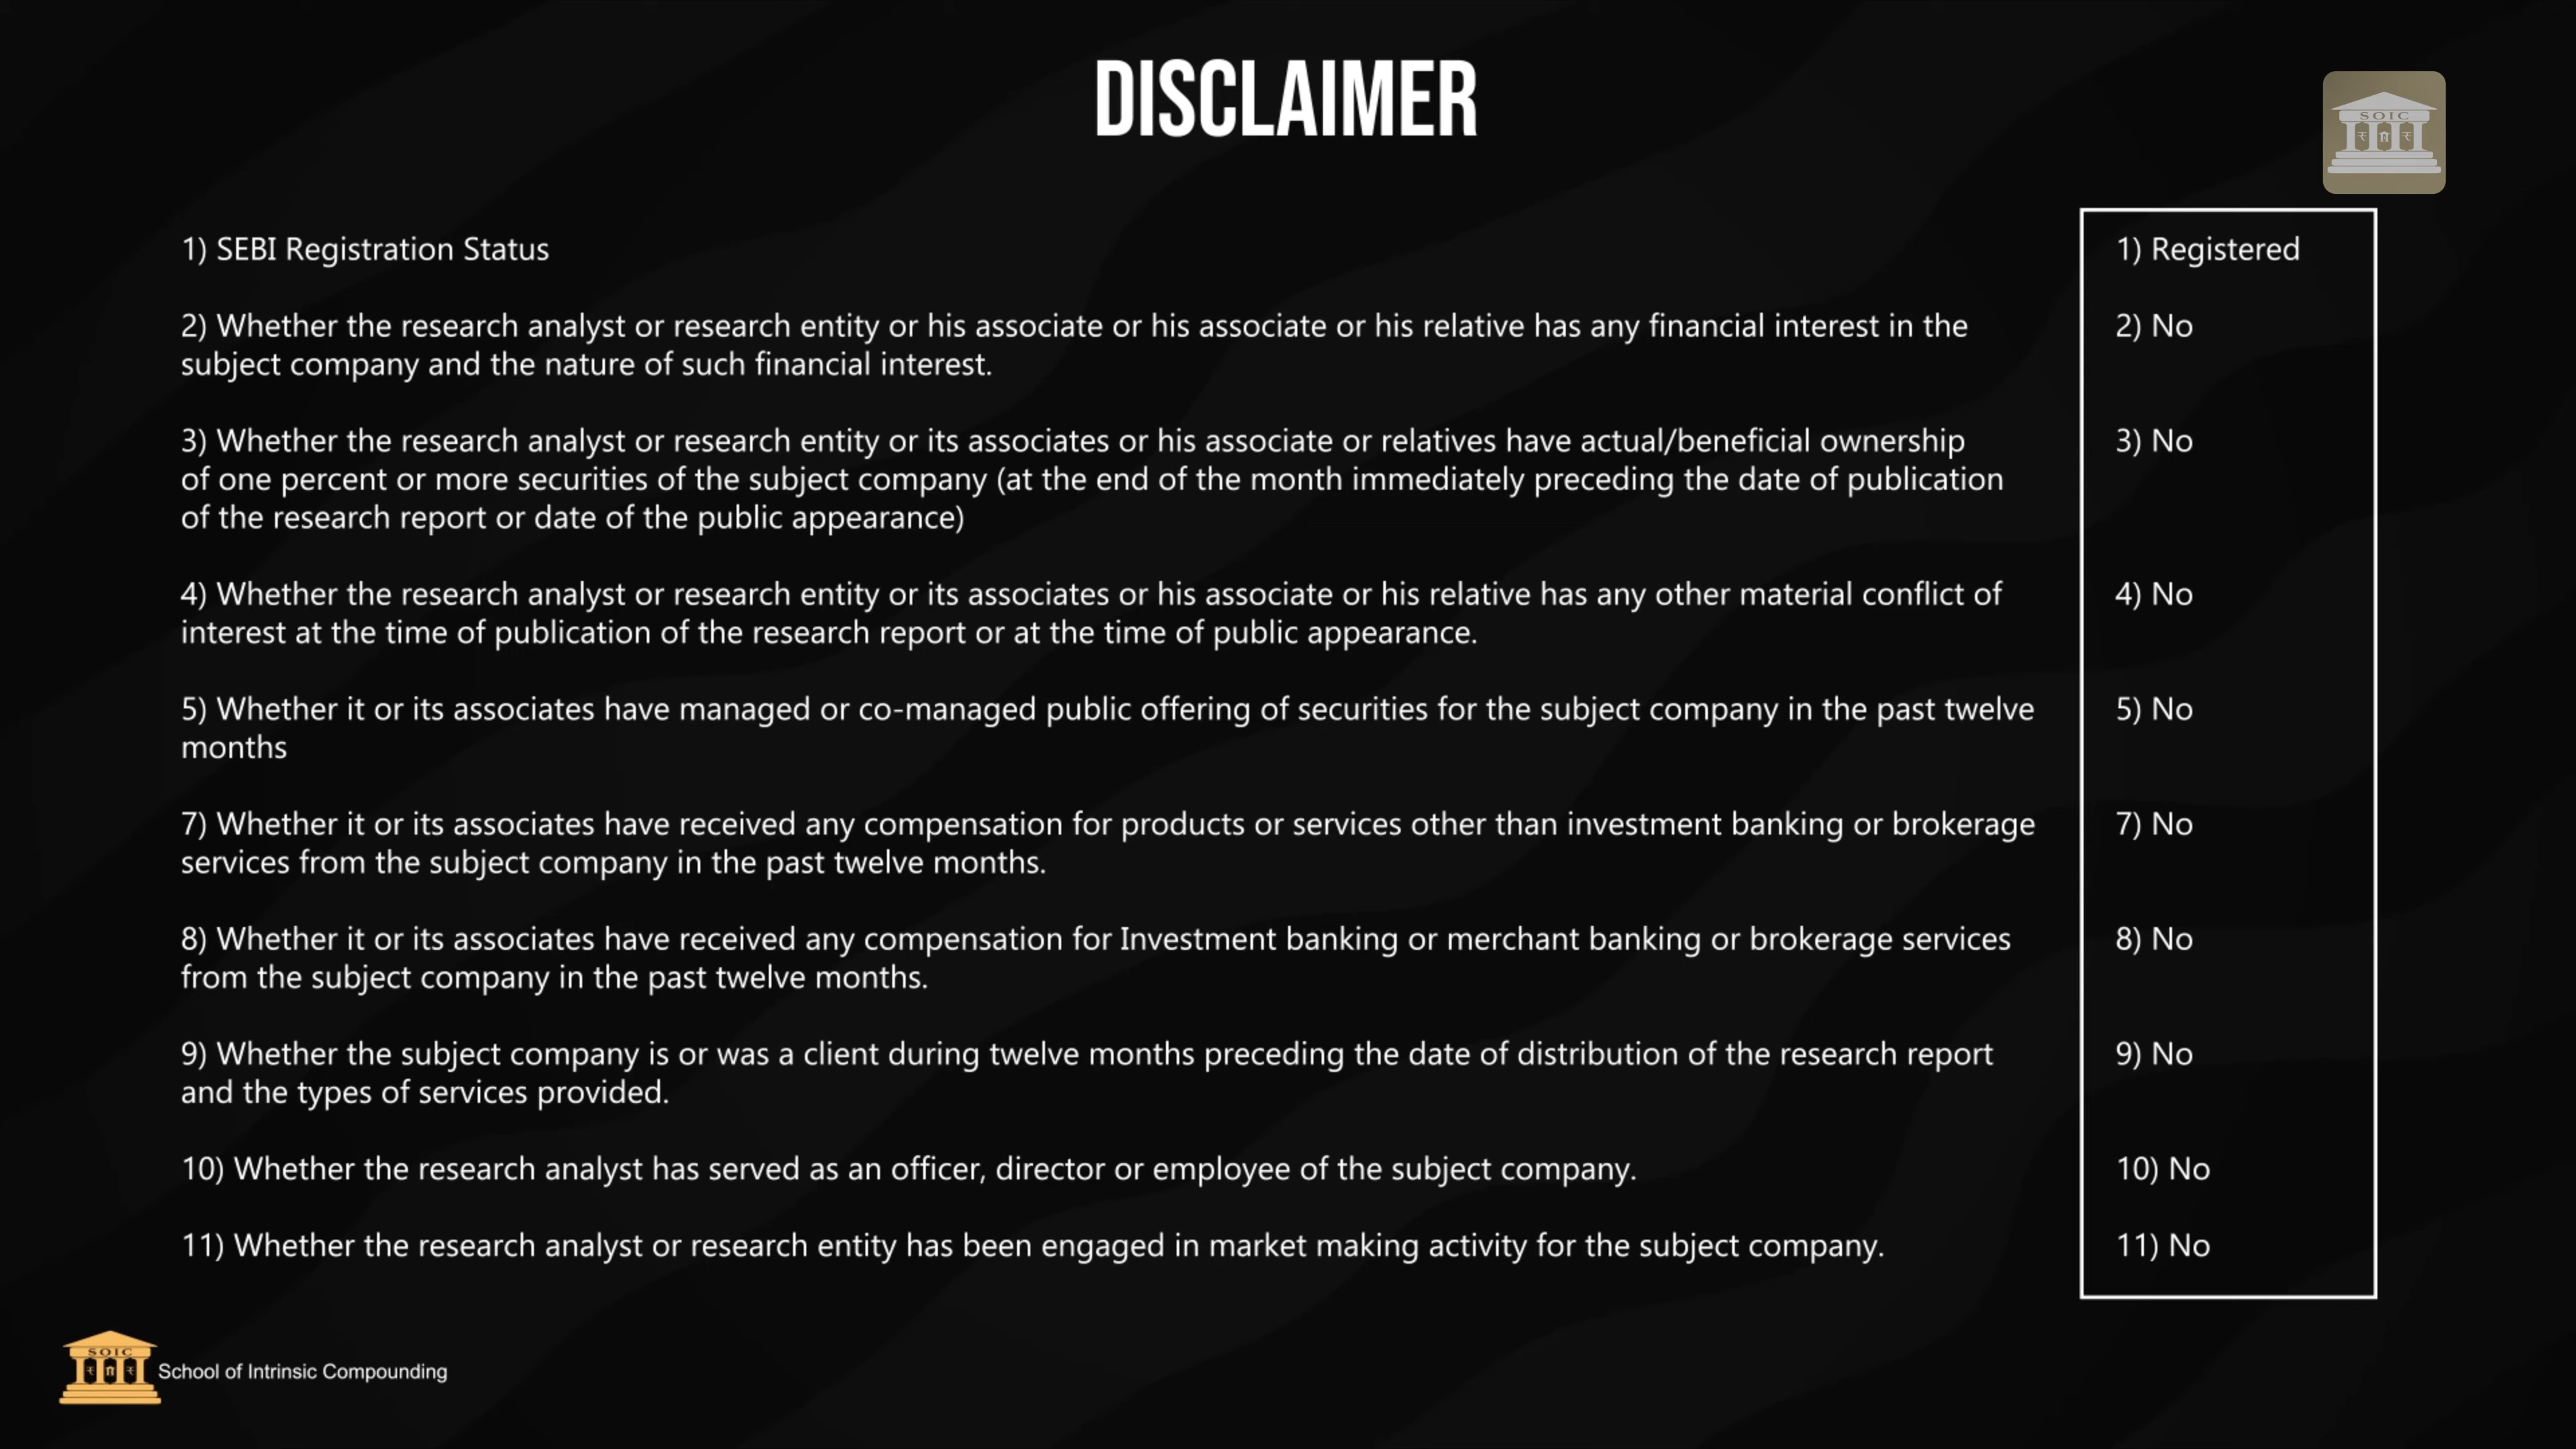 DISCLAIMER
SOIC
1) SEBI Registration Status
1) Registered
2) Whether the research analyst or research entity or his associate or his associate or his relative has any financial interest in the
subject company and the nature of such financial interest.
2) No
3) Whether the research analyst or research entity or its associates or his associate or relatives have actual/beneficial ownership
of one percent or more securities of the subject company (at the end of the month immediately preceding the date of publication
of the research report or date of the public appearance)
3) No
4) Whether the research analyst or research entity or its associates or his associate or his relative has any other material conflict of
interest at the time of publication of the research report or at the time of public appearance.
4) No
5) Whether it or its associates have managed or co-managed public offering of securities for the subject company in the past twelve
months
5) No
7) Whether it or its associates have received any compensation for products or services other than investment banking or brokerage
services from the subject company in the past twelve months.
7) No
8) Whether it or its associates have received any compensation for Investment banking or merchant banking or brokerage services
from the subject company in the past twelve months.
8) No
9) Whether the subject company is or was a client during twelve months preceding the date of distribution of the research report
and the types of services provided.
9) No
10) Whether the research analyst has served as an officer, director or employee of the subject company.
10) No
11) Whether the research analyst or research entity has been engaged in market making activity for the subject company.
11) No
SOIC
School of Intrinsic Compounding